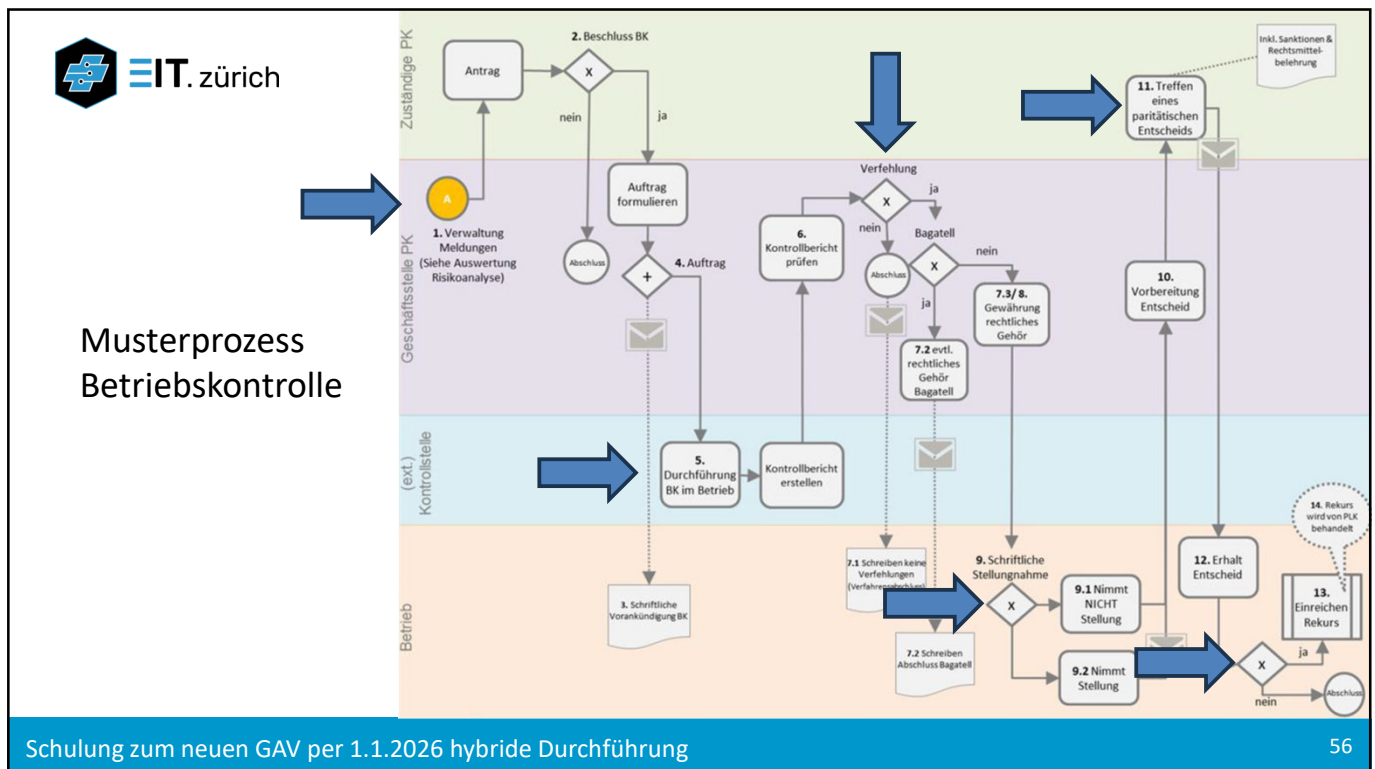 EIT. zürich
Musterprozess
Betriebskontrolle
Zuständige PK
Antrag
2. Beschluss BK
X
nein
ja
11. Treffen
eines
paritätischen
Entscheids
Inkl. Sanktionen &
Rechtsmittel-
belehrung
Geschäftsstelle PK
A
1. Verwaltung
Meldungen
(Siehe Auswertung
Risikoanalyse)
Auftrag
formulieren
Abschluss
+
4. Auftrag
6.
Kontrollbericht
prüfen
Verfehlung
X
ja
nein
Abschluss
Bagatell
X
nein
ja
7.2 evtl.
rechtliches
Gehör
Bagatell
7.3/ 8.
Gewährung
rechtliches
Gehör
10.
Vorbereitung
Entscheid
(ext.)
Kontrollstelle
5.
Durchführung
BK im Betrieb
Kontrollbericht
erstellen
Betrieb
3. Schriftliche
Vorankündigung BK
7.1 Schreiben keine
Verfehlungen
(Verfahrensabschluss)
7.2 Schreiben
Abschluss Bagatell
9. Schriftliche
Stellungnahme
X
9.1 Nimmt
NICHT
Stellung
9.2 Nimmt
Stellung
12. Erhalt
Entscheid
X
ja
nein
13.
Einreichen
Rekurs
14. Rekurs
wird von PLK
behandelt
Abschluss
Schulung zum neuen GAV per 1.1.2026 hybride Durchführung
56